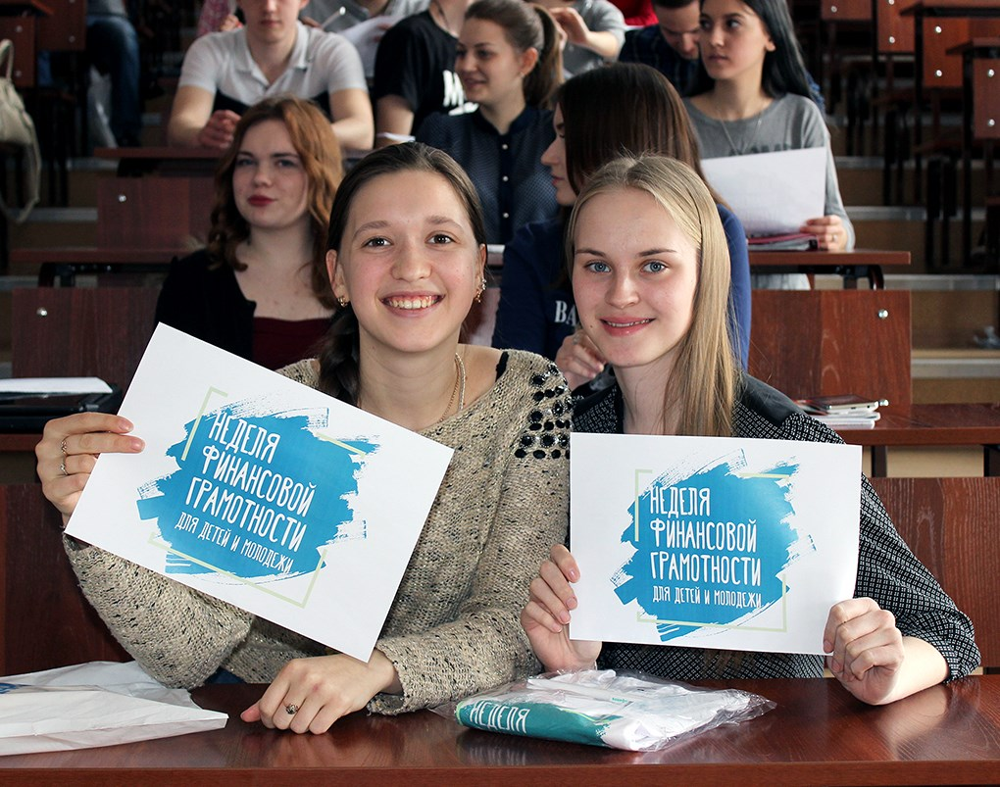 НЕДЕЛЯ
ФИНАНСОВОЙ
ГРАМОТНОСТИ
ДЛЯ ДЕТЕЙ И МОЛОДЕЖИ
НЕДЕЛЯ
ФИНАНСОВОЙ
ГРАМОТНОСТИ
ДЛЯ ДЕТЕЙ И МОЛОДЕЖИ
НЕДЕЛЯ